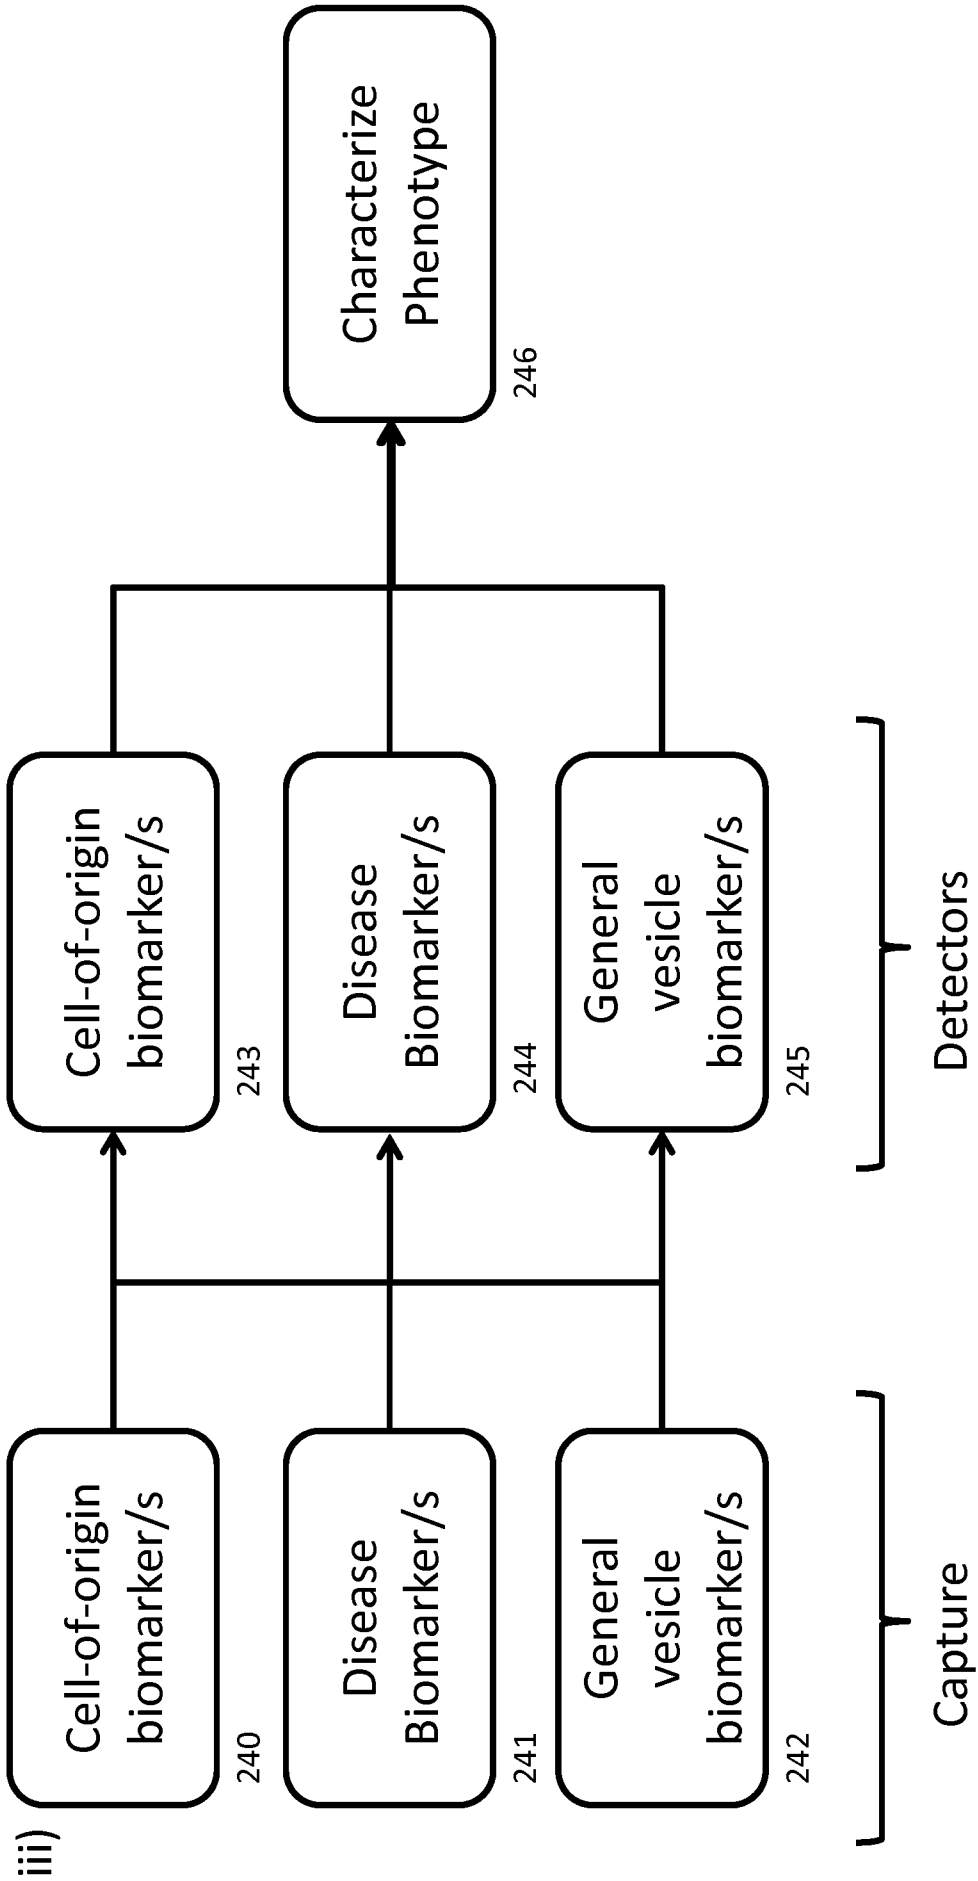 iii)
Cell-of-origin
biomarker/s
240
Disease
Biomarker/s
241
General
vesicle
biomarker/s
242
Capture
Cell-of-origin
biomarker/s
243
Disease
Biomarker/s
244
General
vesicle
biomarker/s
245
Detectors
Characterize
Phenotype
246